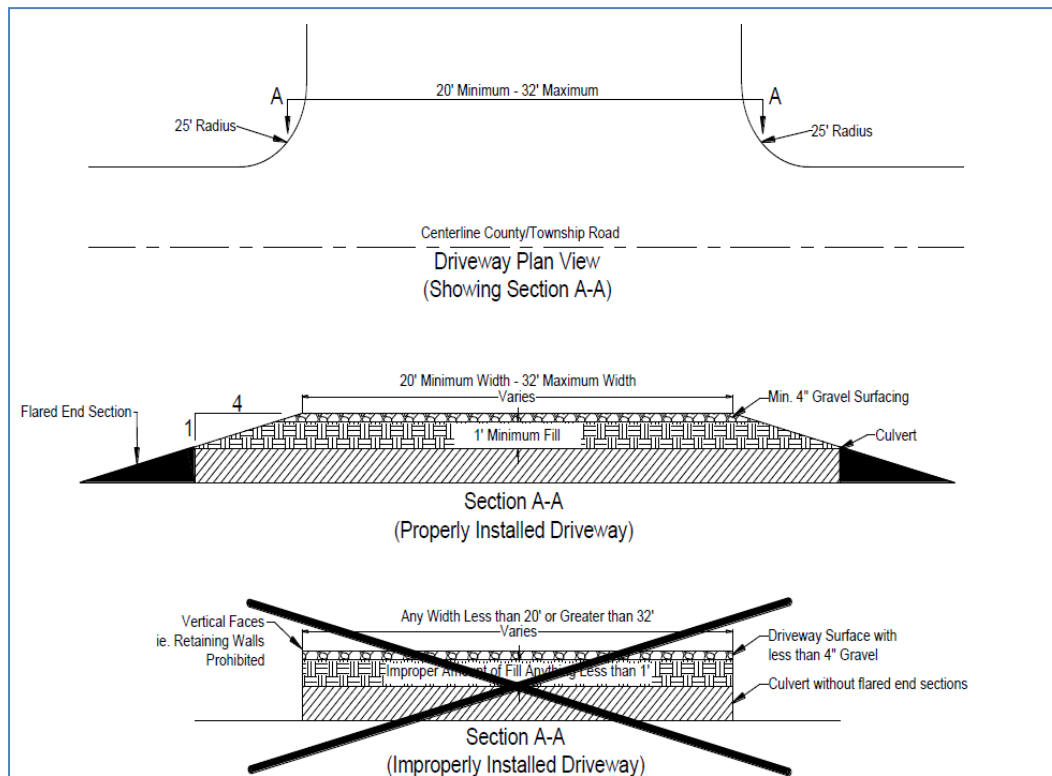 A
20' Minimum - 32' Maximum
A
25' Radius
25' Radius
Centerline County/Township Road
Driveway Plan View
(Showing Section A-A)
20' Minimum Width - 32' Maximum Width
Varies
Flared End Section
4
1
Min. 4" Gravel Surfacing
1' Minimum Fill
Culvert
Section A-A
(Properly Installed Driveway)
Any Width Less than 20' or Greater than 32'
Varies
Vertical Faces
ie. Retaining Walls
Prohibited
Driveway Surface with
less than 4" Gravel
Improper Amount of Fill Anything Less than 1'
Culvert without flared end sections
Section A-A
(Improperly Installed Driveway)